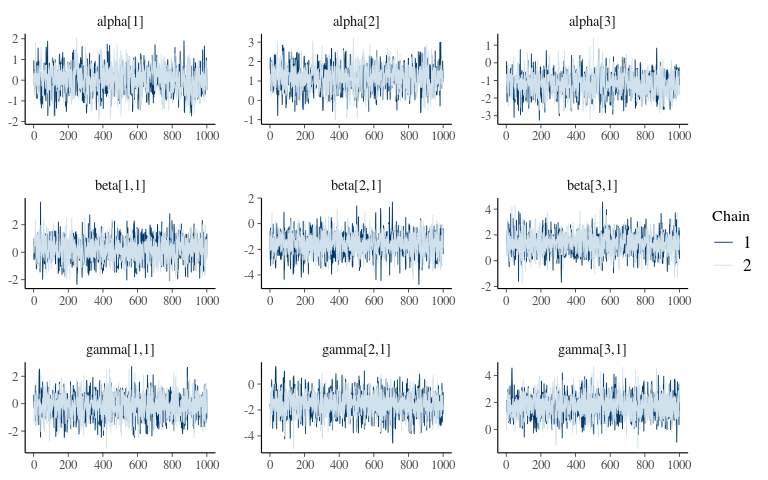 alpha[1] alpha[2] alpha[3]
2 3 1
1 2 0
0 1 -1
-1 0 -2
-2 -1 -3
0 200 400 600 800 1000 0 200 400 600 800 1000 0 200 400 600 800 1000
beta[1,1] beta[2,1] beta[3,1]
2 2 4
0 0 2
-2 -2 0
-4 -2
0 200 400 600 800 1000 0 200 400 600 800 1000 0 200 400 600 800 1000
Chain
1
2
gamma[1,1] gamma[2,1] gamma[3,1]
2 0 4
0 -2 2
-2 -4 0
0 200 400 600 800 1000 0 200 400 600 800 1000 0 200 400 600 800 1000